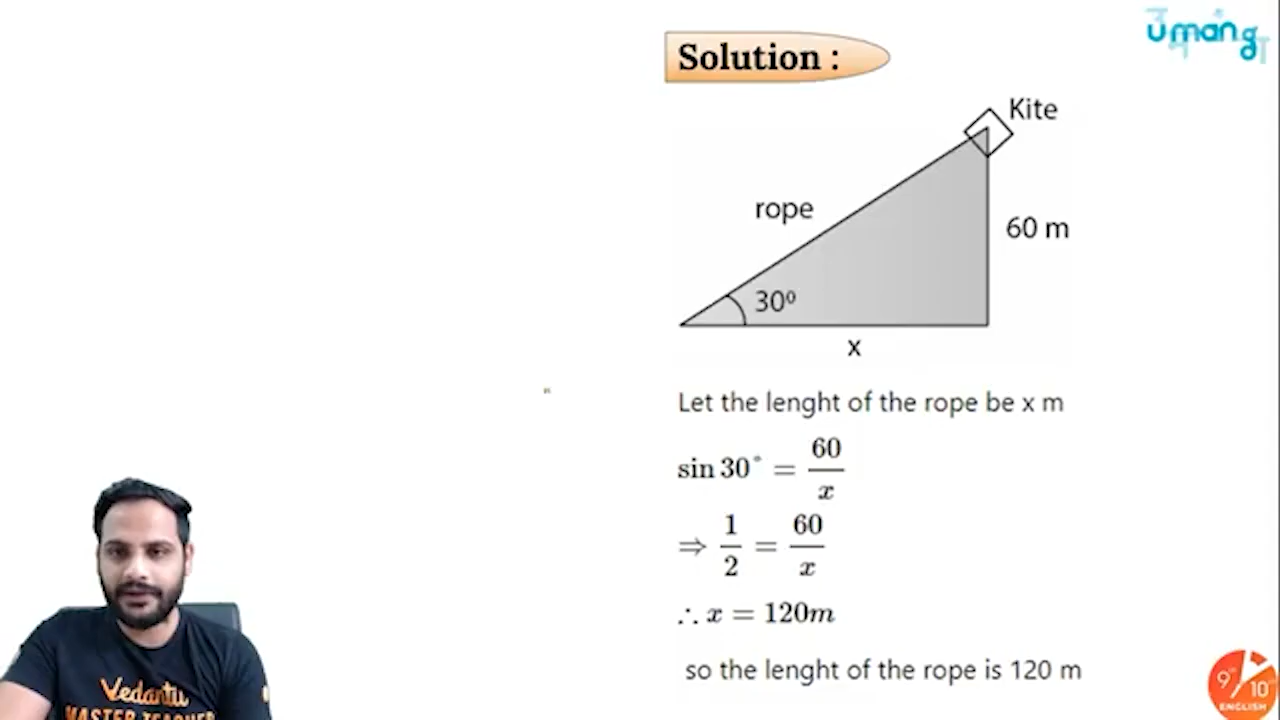 umang
Solution :
Kite
rope
60 m
30⁰
x
Let the lenght of the rope be x m
sin 30° = 60/x
⇒ 1/2 = 60/x
∴ x = 120m
so the lenght of the rope is 120 m
Vedantu
MASTER TEACHER
9th 10th
ENGLISH